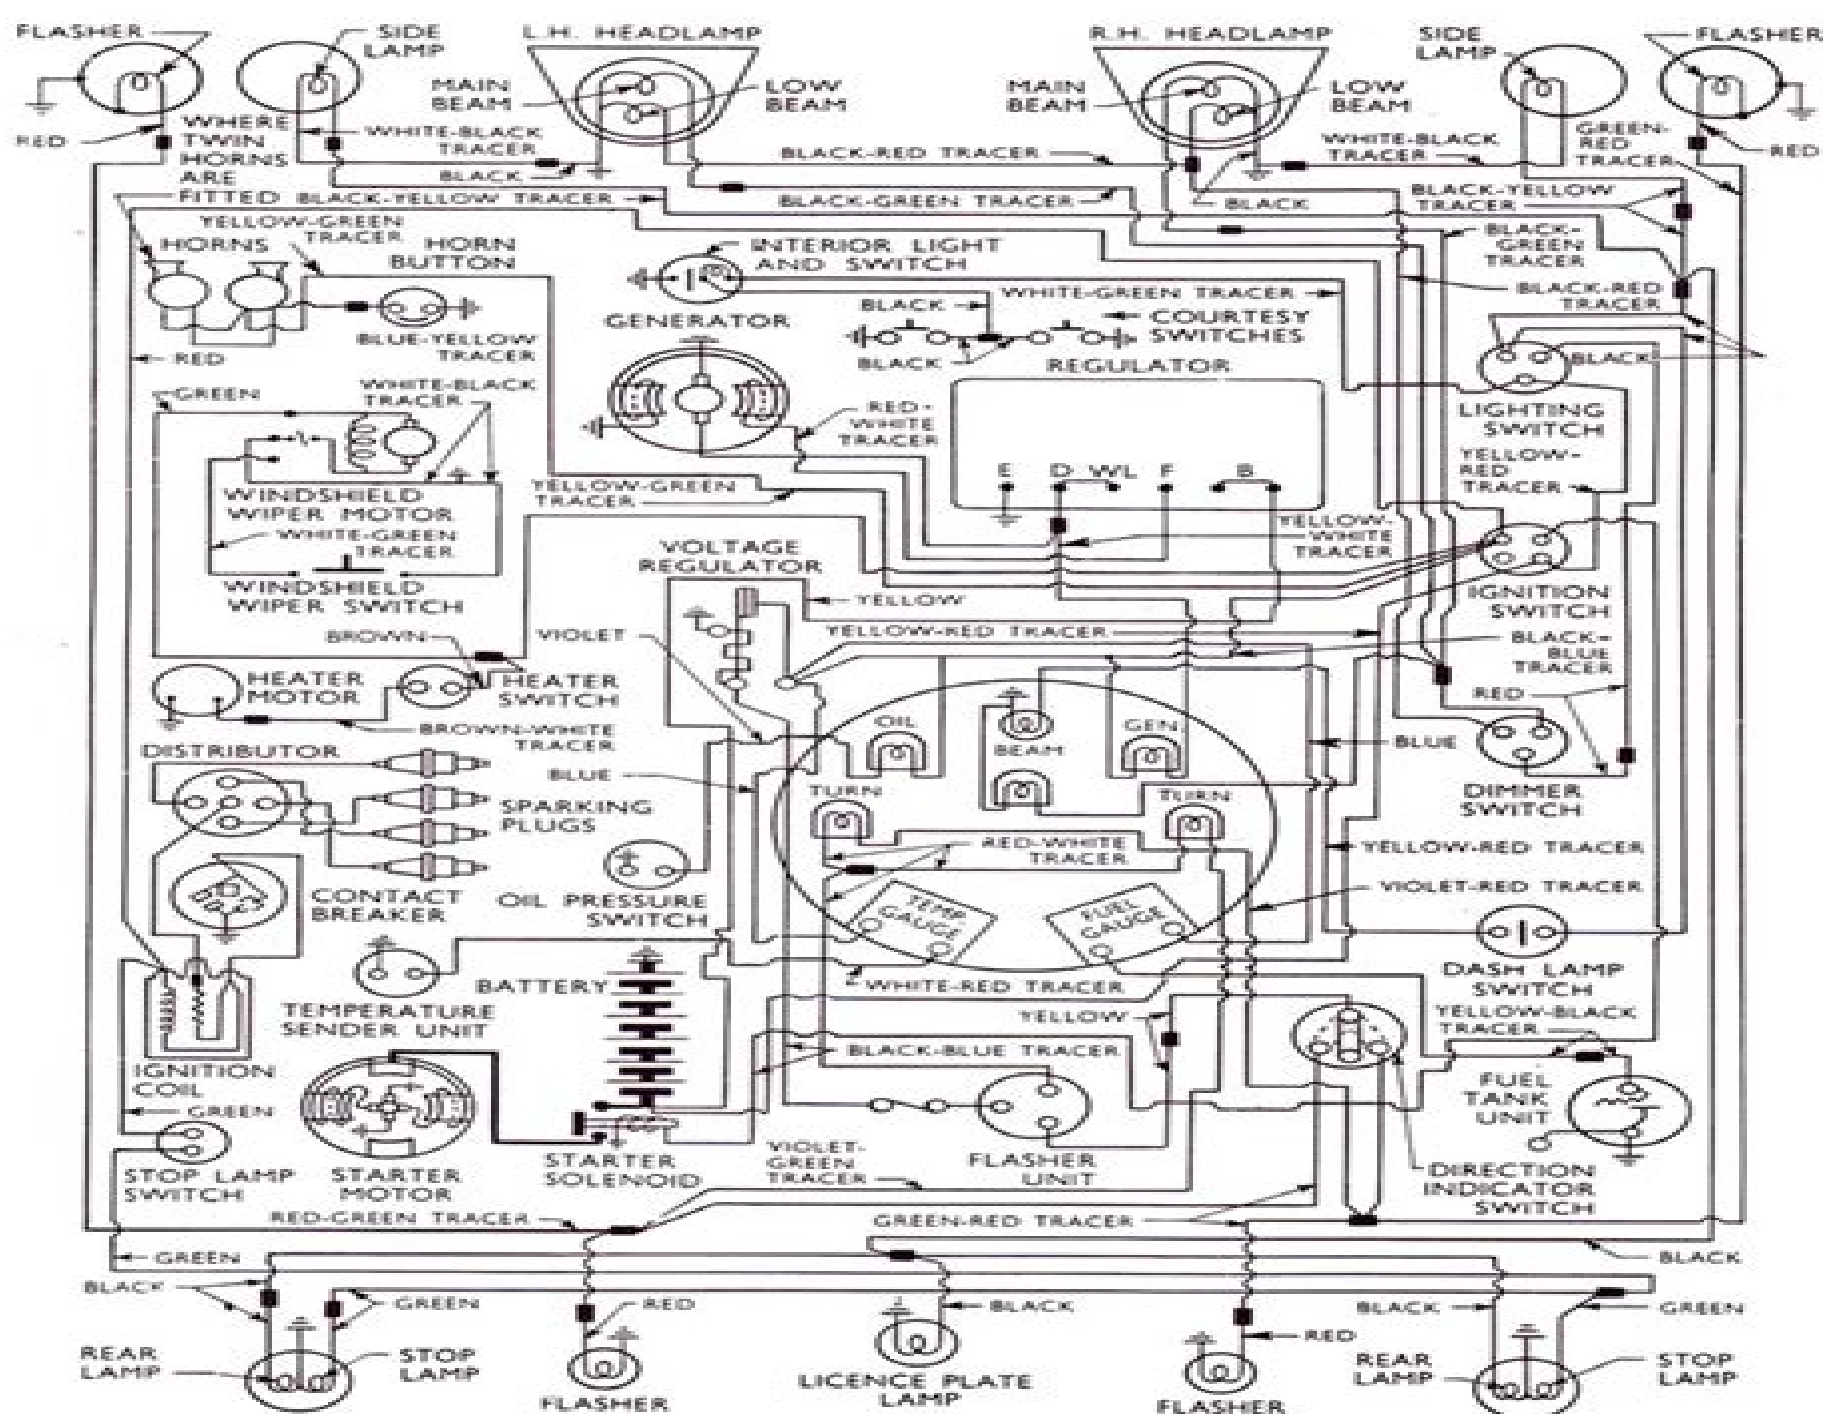 FLASHER
SIDE
LAMP
L.H. HEADLAMP
R.H. HEADLAMP
SIDE
LAMP
FLASHER
MAIN
BEAM
LOW
BEAM
MAIN
BEAM
LOW
BEAM
RED
WHERE
TWIN
HORNS
ARE
FITTED
WHITE-BLACK
TRACER
BLACK
BLACK-RED TRACER
WHITE-BLACK
TRACER
GREEN-
RED
TRACER
RED
BLACK-YELLOW TRACER
BLACK-GREEN TRACER
BLACK
BLACK-YELLOW
TRACER
YELLOW-GREEN
TRACER
HORNS
HORN
BUTTON
INTERIOR LIGHT
AND SWITCH
BLACK-
GREEN
TRACER
WHITE-GREEN TRACER
BLACK-RED
TRACER
BLACK
GENERATOR
COURTESY
SWITCHES
BLUE-YELLOW
TRACER
RED
BLACK
REGULATOR
BLACK
GREEN
WHITE-BLACK
TRACER
RED-
WHITE
TRACER
LIGHTING
SWITCH
E D W/L F B
YELLOW-
RED
TRACER
WINDSHIELD
WIPER MOTOR
YELLOW-GREEN
TRACER
WHITE-GREEN
TRACER
YELLOW-
WHITE
TRACER
VOLTAGE
REGULATOR
WINDSHIELD
WIPER SWITCH
YELLOW
IGNITION
SWITCH
BROWN
VIOLET
YELLOW-RED TRACER
BLACK-
BLUE
TRACER
HEATER
MOTOR
HEATER
SWITCH
RED
BROWN-WHITE
TRACER
OIL
BEAM
GEN
BLUE
DISTRIBUTOR
BLUE
TURN
TURN
DIMMER
SWITCH
SPARKING
PLUGS
RED-WHITE
TRACER
YELLOW-RED TRACER
VIOLET-RED TRACER
CONTACT
BREAKER
OIL PRESSURE
SWITCH
TEMP
GAUGE
FUEL
GAUGE
BATTERY
WHITE-RED TRACER
DASH LAMP
SWITCH
TEMPERATURE
SENDER UNIT
YELLOW
YELLOW-BLACK
TRACER
BLACK-BLUE TRACER
IGNITION
COIL
GREEN
FUEL
TANK
UNIT
STOP LAMP
SWITCH
STARTER
MOTOR
STARTER
SOLENOID
VIOLET-
GREEN
TRACER
FLASHER
UNIT
DIRECTION
INDICATOR
SWITCH
RED-GREEN TRACER
GREEN-RED TRACER
GREEN
BLACK
BLACK
GREEN
RED
BLACK
BLACK
GREEN
RED
REAR
LAMP
STOP
LAMP
FLASHER
LICENCE PLATE
LAMP
FLASHER
REAR
LAMP
STOP
LAMP